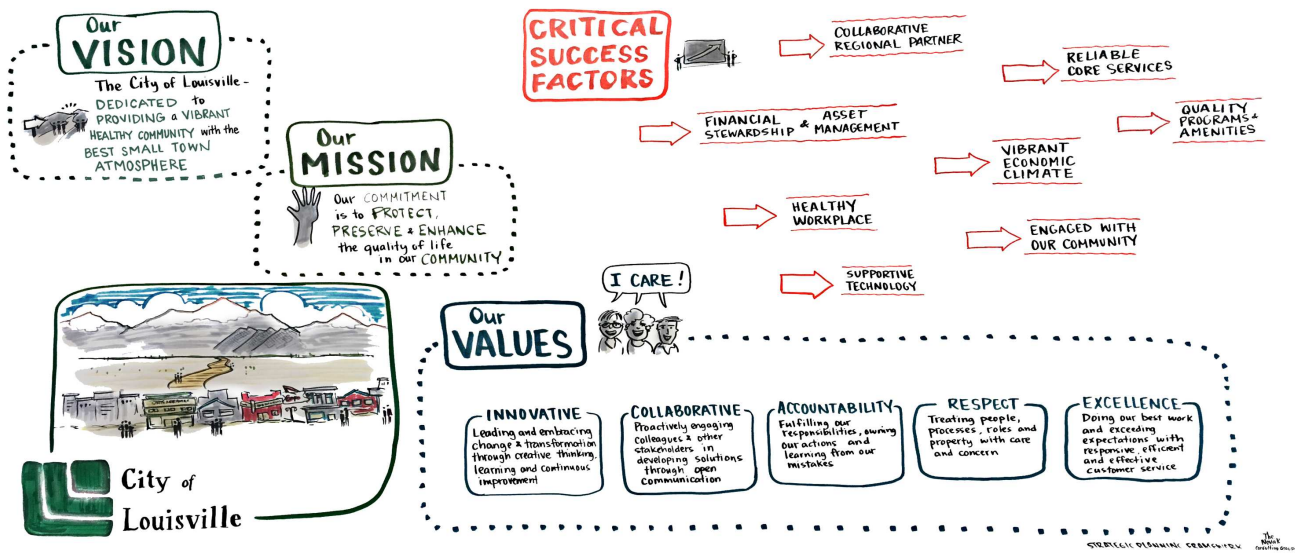 Our
VISION
The City of Louisville -
DEDICATED to
PROVIDING a VIBRANT
HEALTHY COMMUNITY with the
BEST SMALL TOWN
ATMOSPHERE
Our
MISSION
Our COMMITMENT
is to PROTECT,
PRESERVE & ENHANCE
the quality of life
in our COMMUNITY
City of
Louisville
CRITICAL
SUCCESS
FACTORS
COLLABORATIVE
REGIONAL PARTNER
RELIABLE
CORE SERVICES
FINANCIAL STEWARDSHIP & ASSET MANAGEMENT
QUALITY
PROGRAMS &
AMENITIES
VIBRANT
ECONOMIC
CLIMATE
HEALTHY
WORKPLACE
ENGAGED WITH
OUR COMMUNITY
SUPPORTIVE
TECHNOLOGY
I CARE!
Our
VALUES
INNOVATIVE
Leading and embracing
change & transformation
through creative thinking,
learning and continuous
improvement
COLLABORATIVE
Proactively engaging
colleagues & other
stakeholders in
developing solutions
through open
communication
ACCOUNTABILITY
Fulfilling our
responsibilities, owning
our actions and
learning from our
mistakes
RESPECT
Treating people,
processes, roles and
property with care
and concern
EXCELLENCE
Doing our best work
and exceeding
expectations with
responsive, efficient
and effective
customer service
STRATEGIC PLANNING FRAMEWORK
The
Novak
Consulting Group